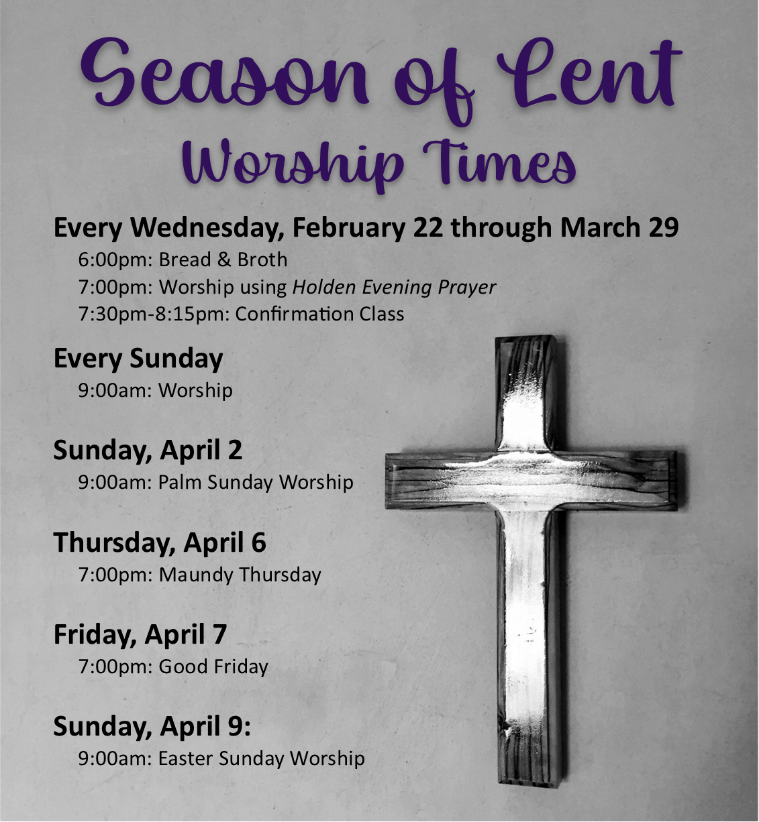 Season of Lent
Worship Times
Every Wednesday, February 22 through March 29
6:00pm: Bread & Broth
7:00pm: Worship using Holden Evening Prayer
7:30pm-8:15pm: Confirmation Class
Every Sunday
9:00am: Worship
Sunday, April 2
9:00am: Palm Sunday Worship
Thursday, April 6
7:00pm: Maundy Thursday
Friday, April 7
7:00pm: Good Friday
Sunday, April 9:
9:00am: Easter Sunday Worship